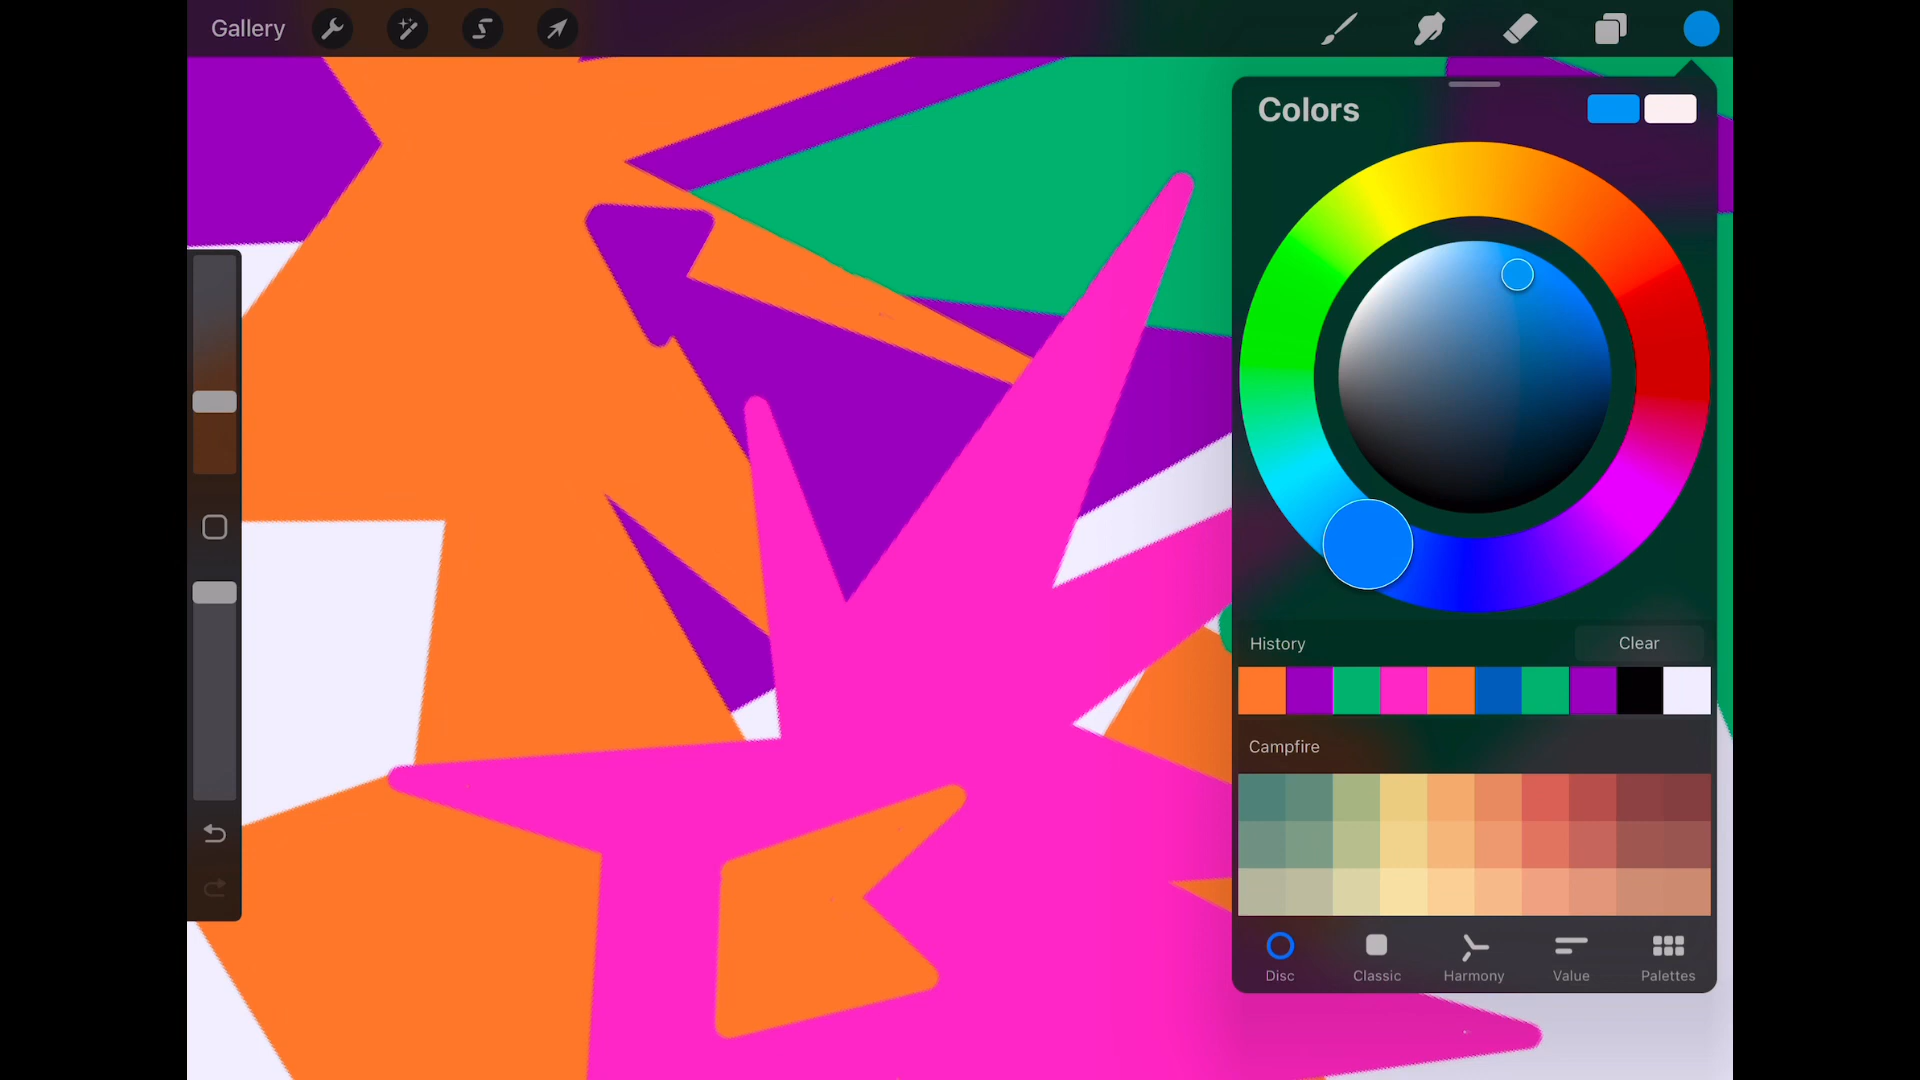 Gallery
Colors
History
Clear
Campfire
Disc
Classic
Harmony
Value
Palettes